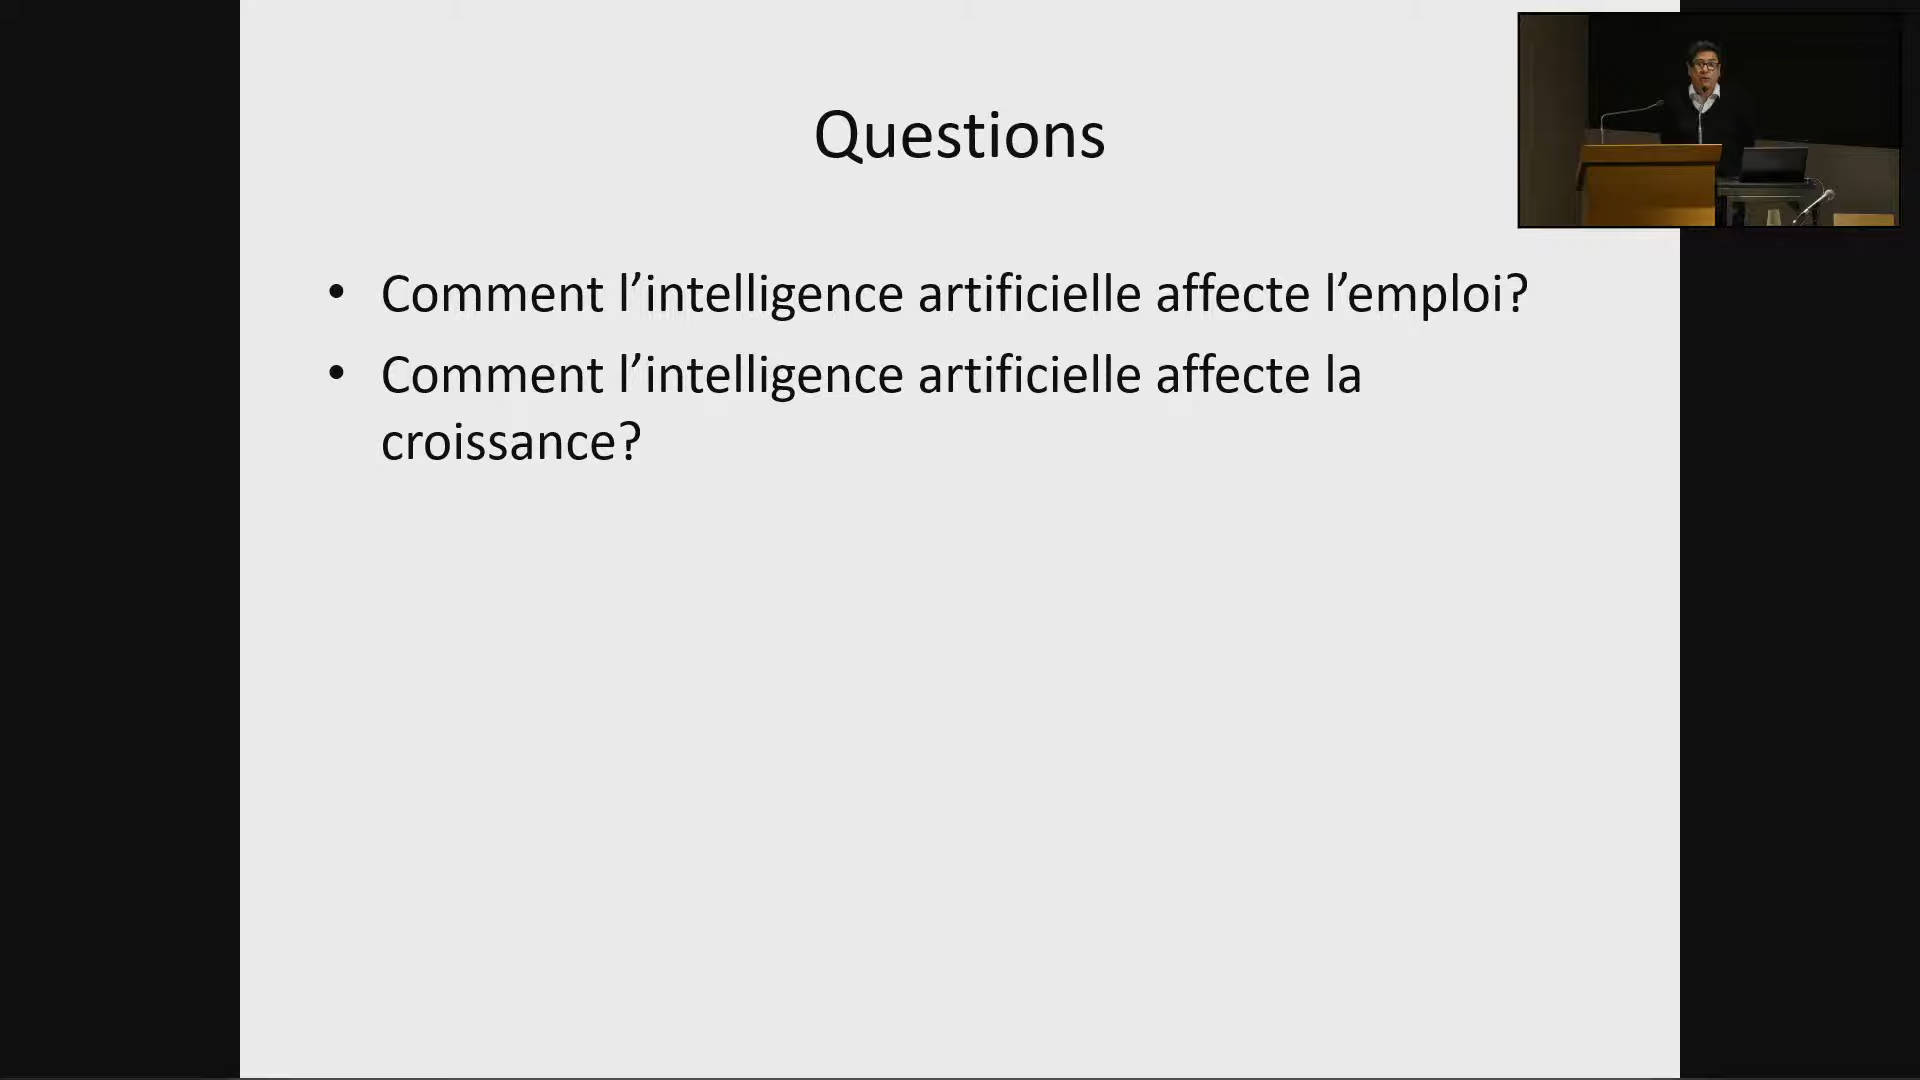 Questions
• Comment l’intelligence artificielle affecte l’emploi?
• Comment l’intelligence artificielle affecte la
croissance?